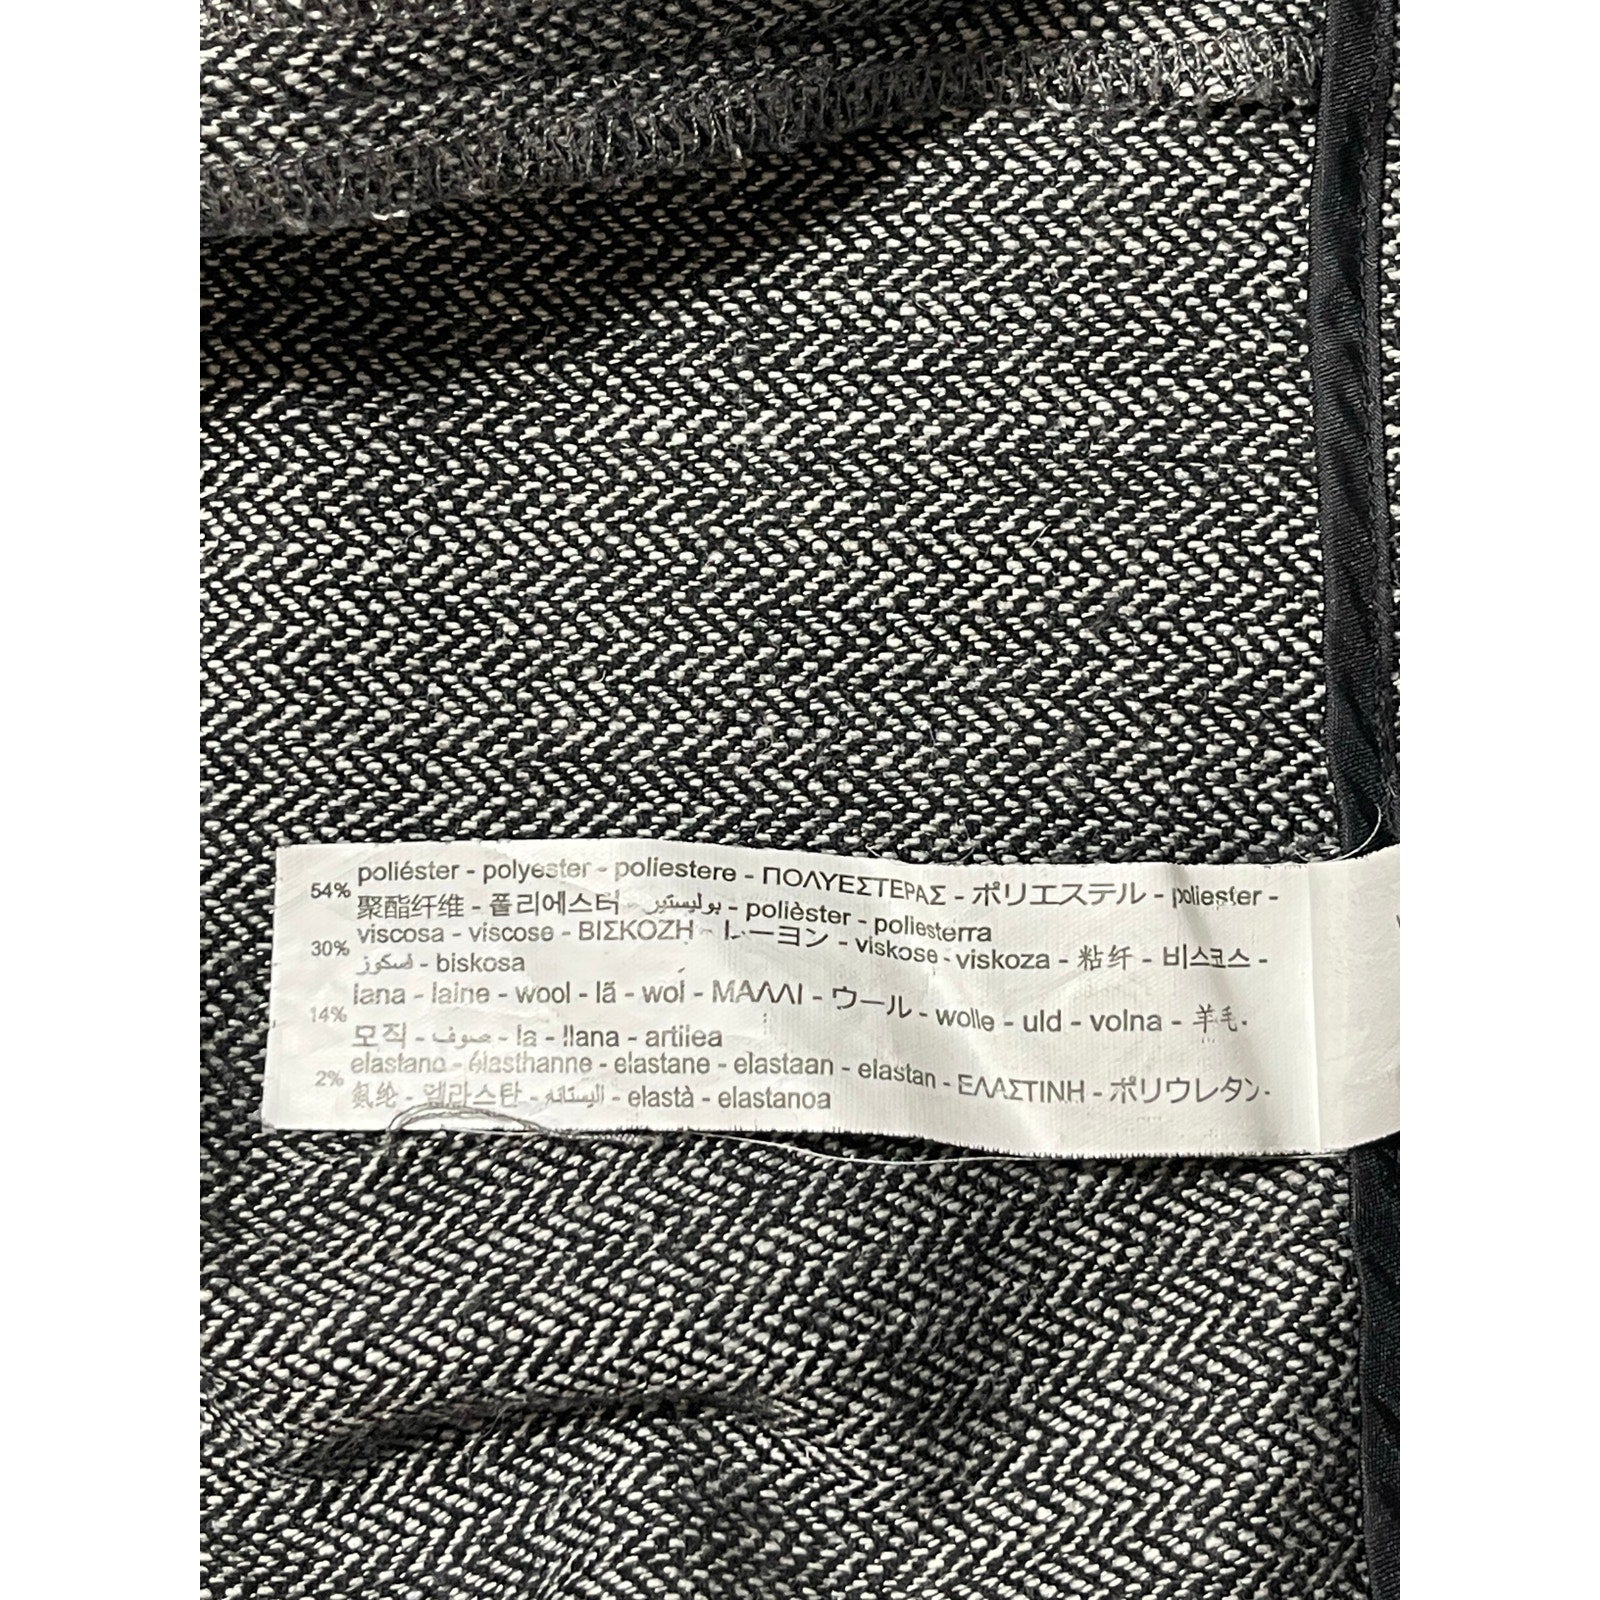 54% poliéster - polyester - poliestere - ΠΟΛΥΕΣΤΕΡΑΣ - ポリエステル - poliester -
聚酯纤维 - 폴리에스터 - بوليستير - polièster - poliesterra
30% viscosa - viscose - ΒΙΣΚΟΖΗ - レーヨン - viskose - viskoza - 粘纤 - 비스코스 -
- biskosa
14% lana - laine - wool - lã - wol - ΜΑΛΛΙ - ウール - wolle - uld - volna - 羊毛 -
모직 - صوف - la - llana - artilea
2% elastano - élasthanne - elastane - elastaan - elastan - ΕΛΑΣΤΙΝΗ - ポリウレタン -
氨纶 - 엘라스탄 - - elastà - elastanoa